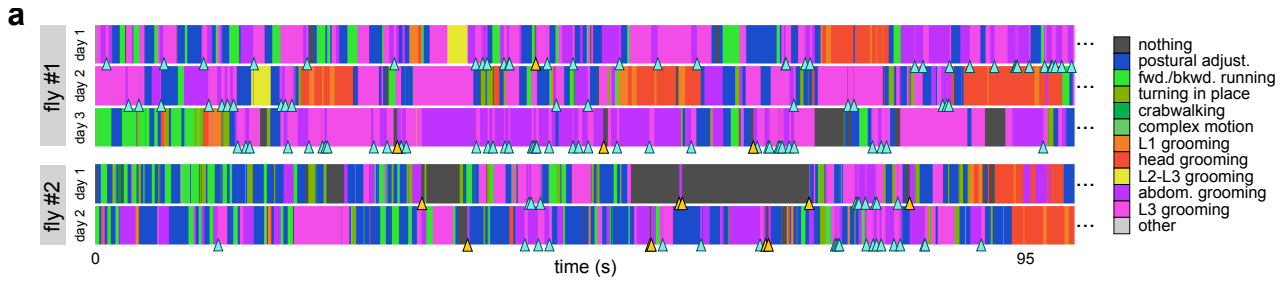 a
fly #1
day 1
day 2
day 3
...
...
...
fly #2
day 1
day 2
...
...
0
time (s)
95
nothing
postural adjust.
fwd./bkwd. running
turning in place
crabwalking
complex motion
L1 grooming
head grooming
L2-L3 grooming
abdom. grooming
L3 grooming
other